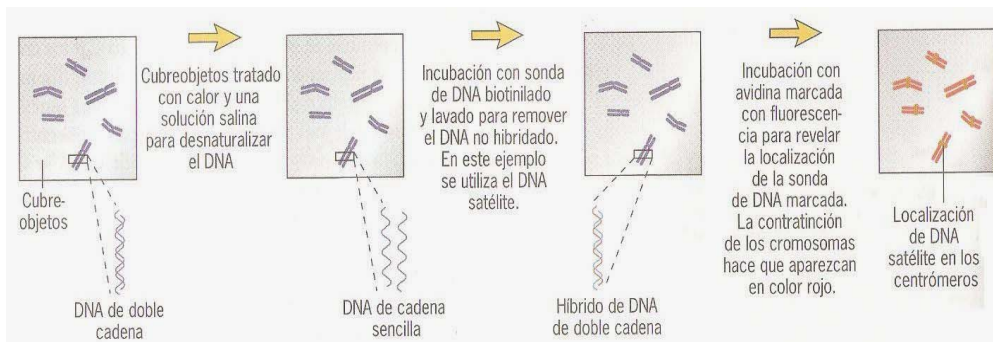 Cubreobjetos tratado
con calor y una
solución salina
para desnaturalizar
el DNA
Incubación con sonda
de DNA biotinilado
y lavado para remover
el DNA no hibridado.
En este ejemplo
se utiliza el DNA
satélite.
Incubación con
avidina marcada
con fluorescen-
cia para revelar
la localización
de la sonda
de DNA marcada.
La contratinción
de los cromosomas
hace que aparezcan
en color rojo.
Cubre-
objetos
Localización
de DNA
satélite en los
centrómeros
DNA de doble
cadena
DNA de cadena
sencilla
Híbrido de DNA
de doble cadena